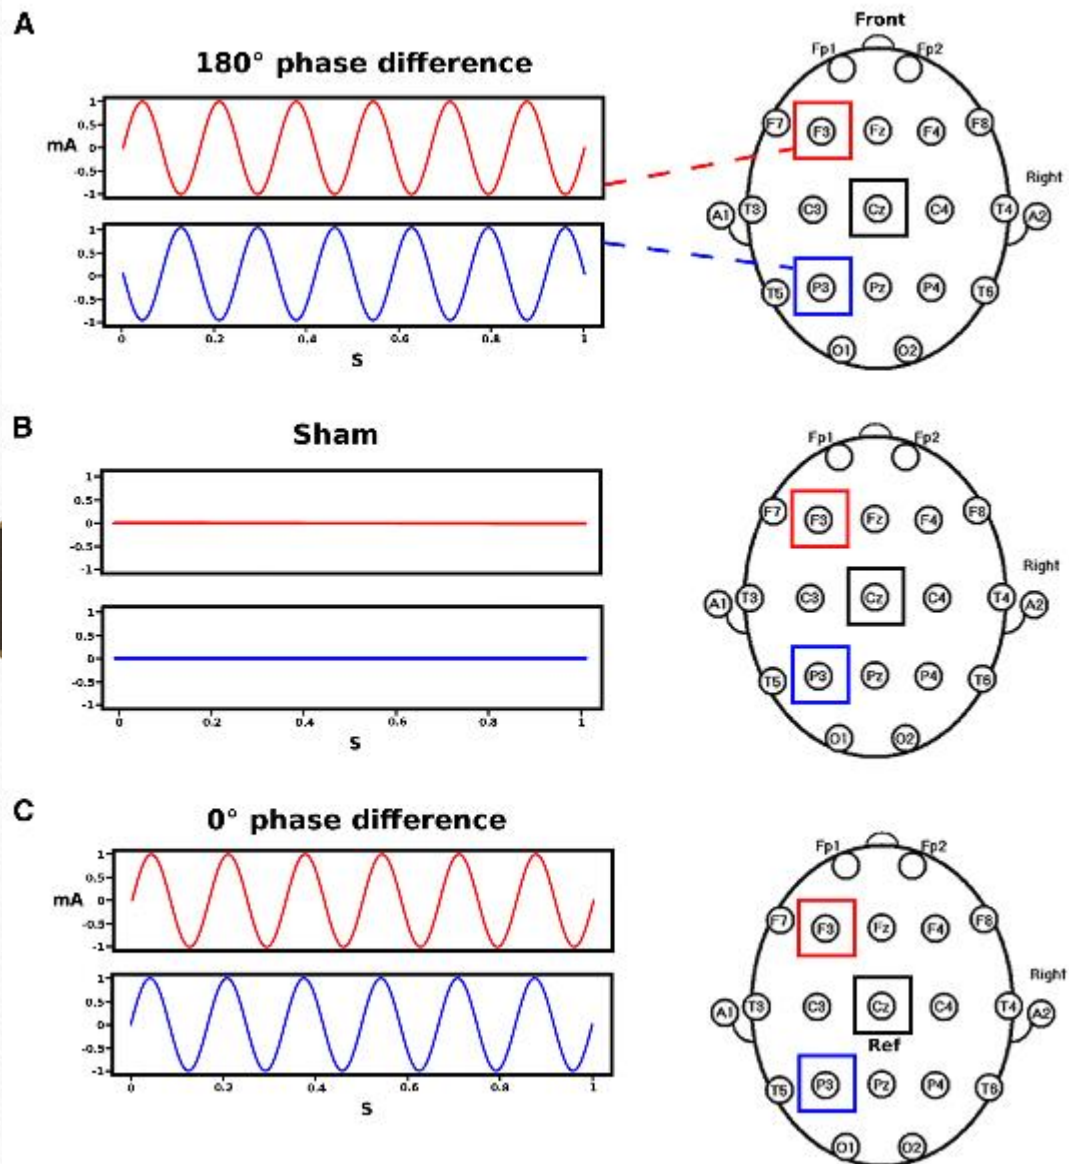 A
Front
180° phase difference
Fp1 Fp2
1
0.5
mA 0
-0.5
-1
F7 F3 Fz F4 F8
Right
A1 T3 C3 Cz C4 T4 A2
1
0.5
0
-0.5
-1
T5 P3 Pz P4 T6
0 0.2 0.4 0.6 0.8 1
S
O1 O2
B
Sham
Fp1 Fp2
1
0.5
0
-0.5
-1
F7 F3 Fz F4 F8
Right
A1 T3 C3 Cz C4 T4 A2
1
0.5
0
-0.5
-1
T5 P3 Pz P4 T6
0 0.2 0.4 0.6 0.8 1
S
O1 O2
C
0° phase difference
Fp1 Fp2
1
0.5
mA 0
-0.5
-1
F7 F3 Fz F4 F8
Right
A1 T3 C3 Cz C4 T4 A2
Ref
1
0.5
0
-0.5
-1
T5 P3 Pz P4 T6
0 0.2 0.4 0.6 0.8 1
S
O1 O2